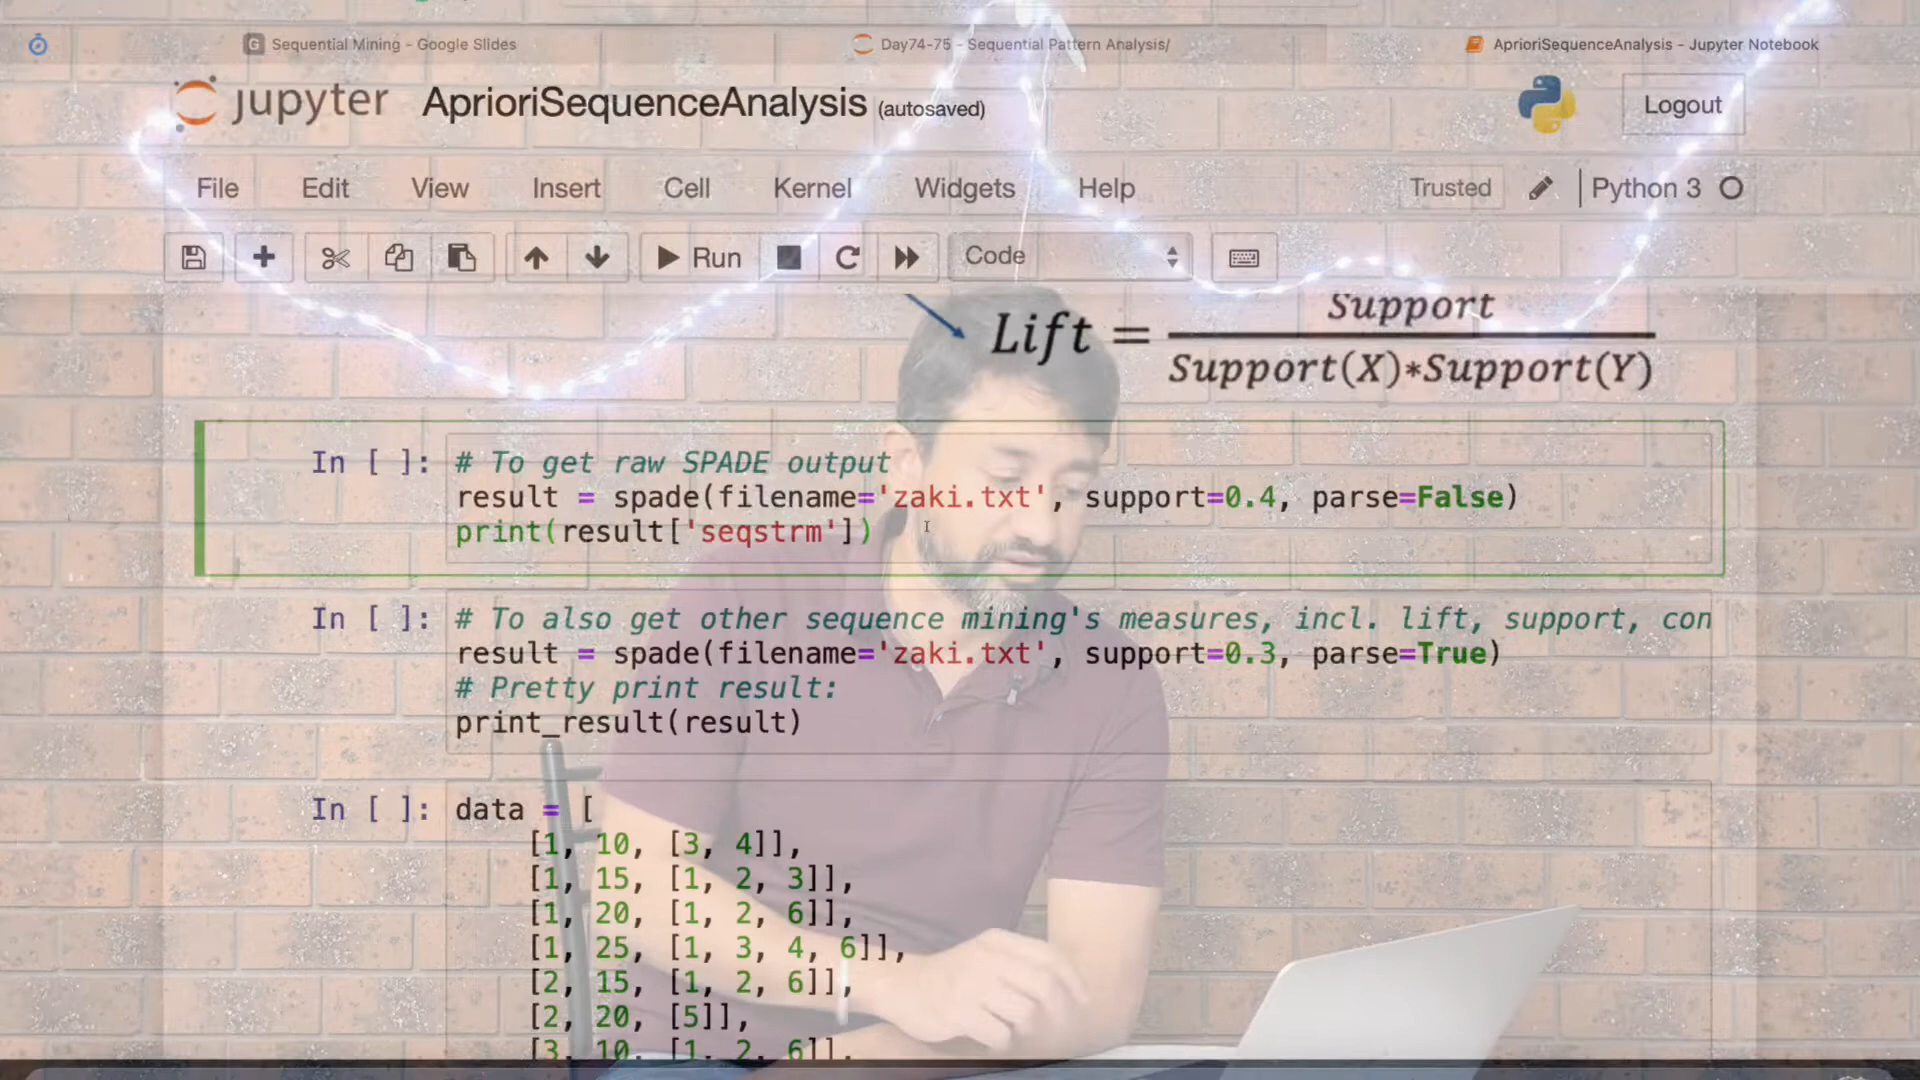 Sequential Mining - Google Slides
Day74-75 - Sequential Pattern Analysis/
AprioriSequenceAnalysis - Jupyter Notebook
jupyter AprioriSequenceAnalysis (autosaved)
Logout
File Edit View Insert Cell Kernel Widgets Help
Trusted
Python 3
Run
Code
Lift = Support
Support(X)*Support(Y)
In [ ]: # To get raw SPADE output
result = spade(filename='zaki.txt', support=0.4, parse=False)
print(result['seqstrm'])
In [ ]: # To also get other sequence mining's measures, incl. lift, support, con
result = spade(filename='zaki.txt', support=0.3, parse=True)
# Pretty print result:
print_result(result)
In [ ]: data = [
[1, 10, [3, 4]],
[1, 15, [1, 2, 3]],
[1, 20, [1, 2, 6]],
[1, 25, [1, 3, 4, 6]],
[2, 15, [1, 2, 6]],
[2, 20, [5]],
[3, 10, [1, 2, 6]],